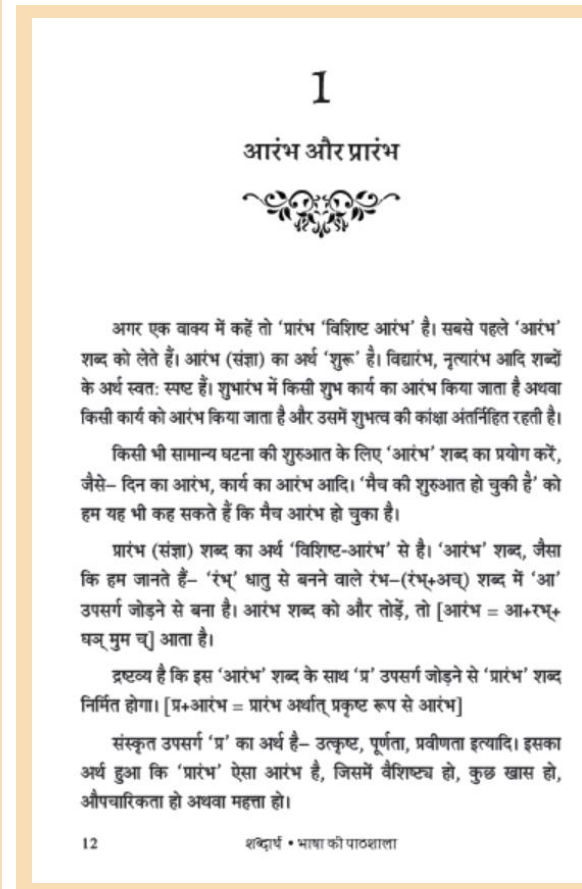 1
आरंभ और प्रारंभ
अगर एक वाक्य में कहें तो ‘प्रारंभ ‘विशिष्ट आरंभ’ है। सबसे पहले ‘आरंभ’
शब्द को लेते हैं। आरंभ (संज्ञा) का अर्थ ‘शुरू’ है। विद्यारंभ, नृत्यारंभ आदि शब्दों
के अर्थ स्वतः स्पष्ट हैं। शुभारंभ में किसी शुभ कार्य का आरंभ किया जाता है अथवा
किसी कार्य को आरंभ किया जाता है और उसमें शुभत्व की कांक्षा अंतर्निहित रहती है।
किसी भी सामान्य घटना की शुरुआत के लिए ‘आरंभ’ शब्द का प्रयोग करें,
जैसे– दिन का आरंभ, कार्य का आरंभ आदि। ‘मैच की शुरुआत हो चुकी है’ को
हम यह भी कह सकते हैं कि मैच आरंभ हो चुका है।
प्रारंभ (संज्ञा) शब्द का अर्थ ‘विशिष्ट-आरंभ’ से है। ‘आरंभ’ शब्द, जैसा
कि हम जानते हैं– ‘रंभ्’ धातु से बनने वाले रंभ–(रंभ्+अच्) शब्द में ‘आ’
उपसर्ग जोड़ने से बना है। आरंभ शब्द को और तोड़ें, तो [आरंभ = आ+रभ्+
घञ् मुम च्] आता है।
द्रष्टव्य है कि इस ‘आरंभ’ शब्द के साथ ‘प्र’ उपसर्ग जोड़ने से ‘प्रारंभ’ शब्द
निर्मित होगा। [प्र+आरंभ = प्रारंभ अर्थात् प्रकृष्ट रूप से आरंभ]
संस्कृत उपसर्ग ‘प्र’ का अर्थ है– उत्कृष्ट, पूर्णता, प्रवीणता इत्यादि। इसका
अर्थ हुआ कि ‘प्रारंभ’ ऐसा आरंभ है, जिसमें वैशिष्ट्य हो, कुछ खास हो,
औपचारिकता हो अथवा महत्ता हो।
12 शब्दार्थ • भाषा की पाठशाला